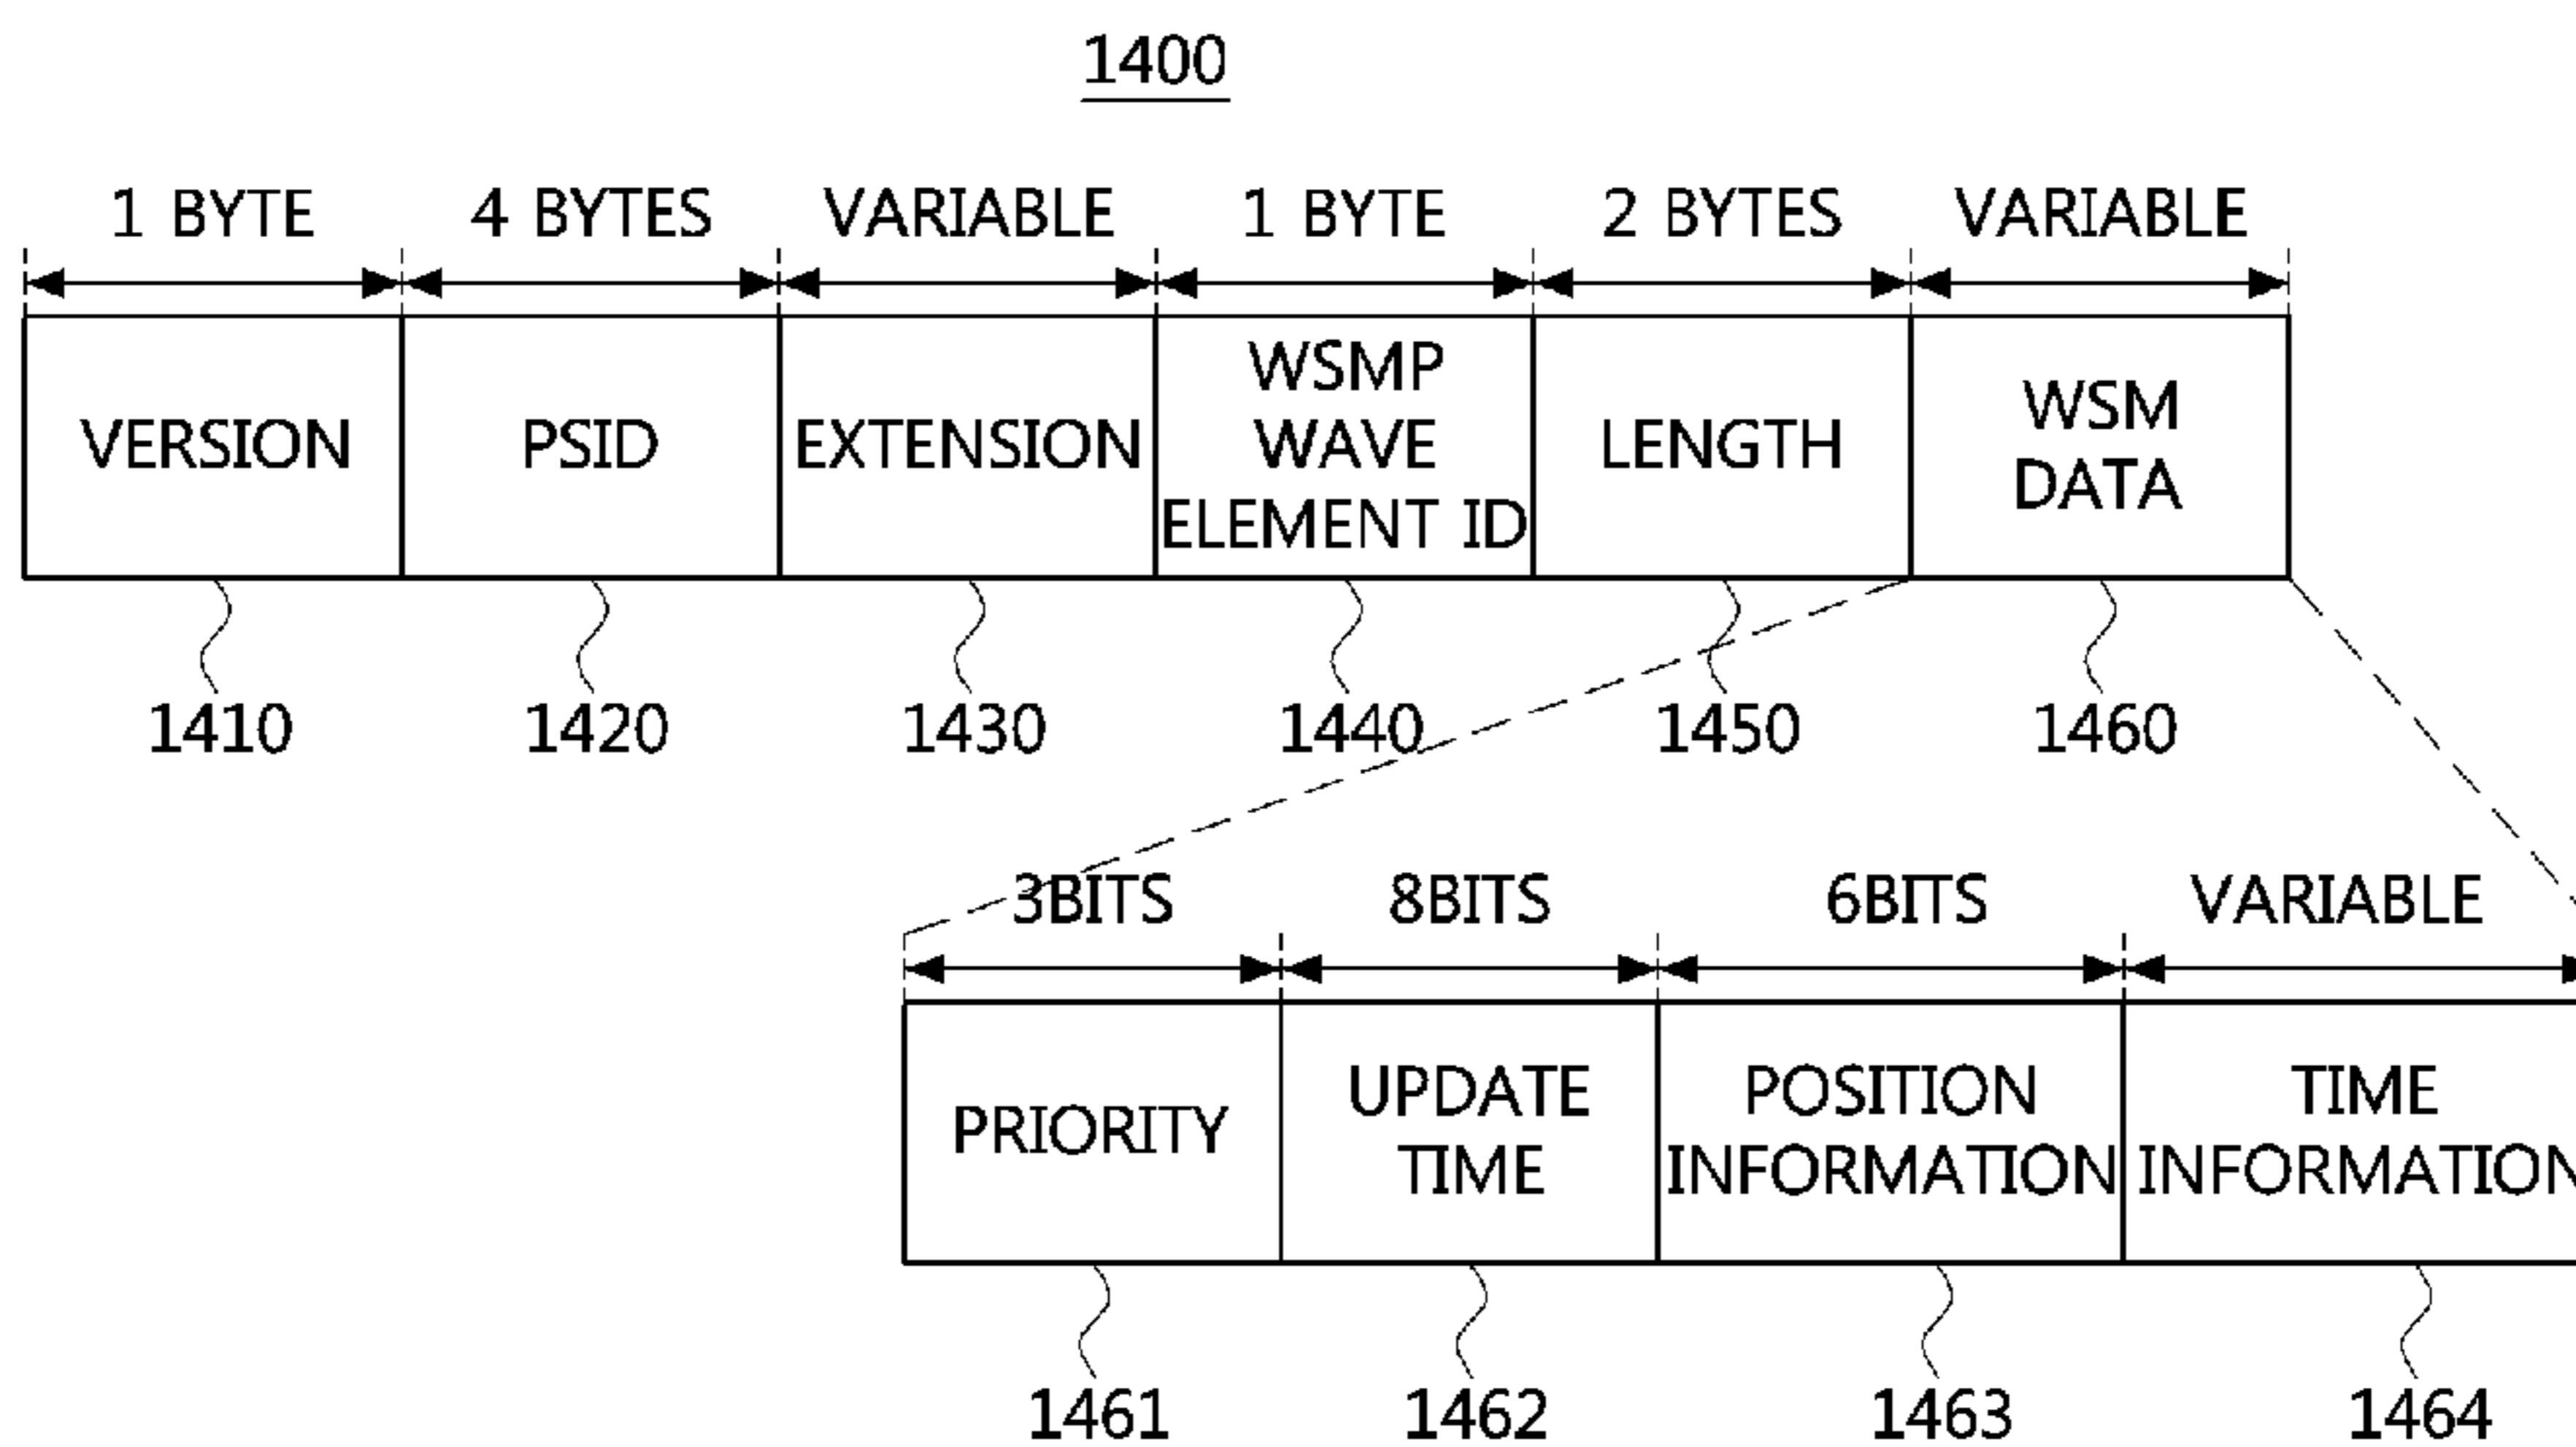 1400
1 BYTE 4 BYTES VARIABLE 1 BYTE 2 BYTES VARIABLE
VERSION PSID EXTENSION WSMP WAVE ELEMENT ID LENGTH WSM DATA
1410 1420 1430 1440 1450 1460
3BITS 8BITS 6BITS VARIABLE
PRIORITY UPDATE TIME POSITION INFORMATION TIME INFORMATION
1461 1462 1463 1464